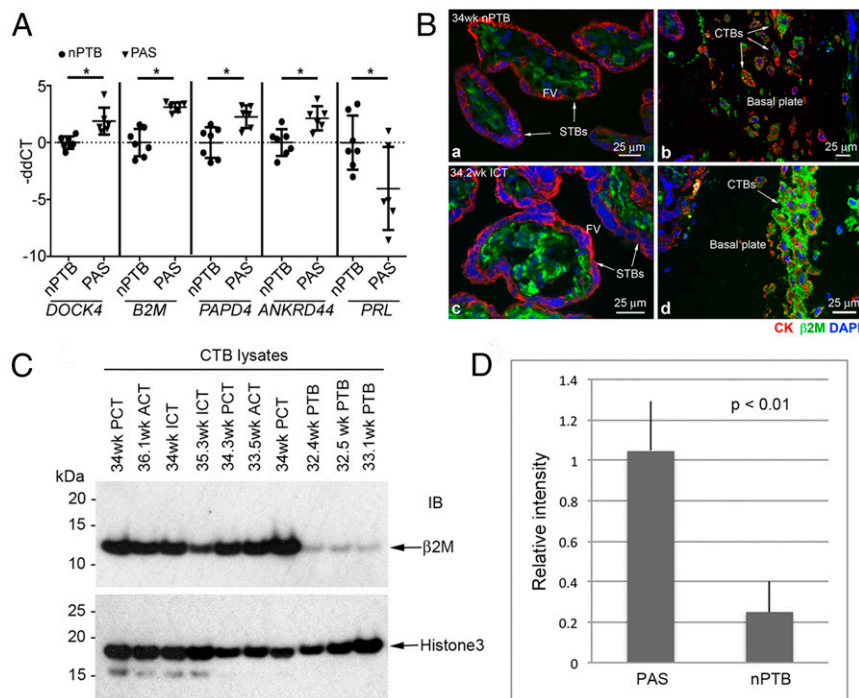 A
nPTB PAS
* * * * *
5
0
-5
-10
-ddCT
nPTB PAS nPTB PAS nPTB PAS nPTB PAS nPTB PAS
DOCK4 B2M PAPD4 ANKRD44 PRL
B
34wk nPTB
FV
STBs
a
25 μm
CTBs
Basal plate
b
25 μm
34.2wk ICT
FV
STBs
c
25 μm
CTBs
Basal plate
d
25 μm
CK β2M DAPI
C
CTB lysates
34wk PCT
36.1wk ACT
34wk ICT
35.3wk ICT
34.3wk PCT
33.5wk ACT
34wk PCT
32.4wk PTB
32.5 wk PTB
33.1wk PTB
kDa
IB
20
15
10
β2M
25
20
15
Histone3
D
1.4
1.2
1
0.8
0.6
0.4
0.2
0
Relative intensity
p < 0.01
PAS nPTB